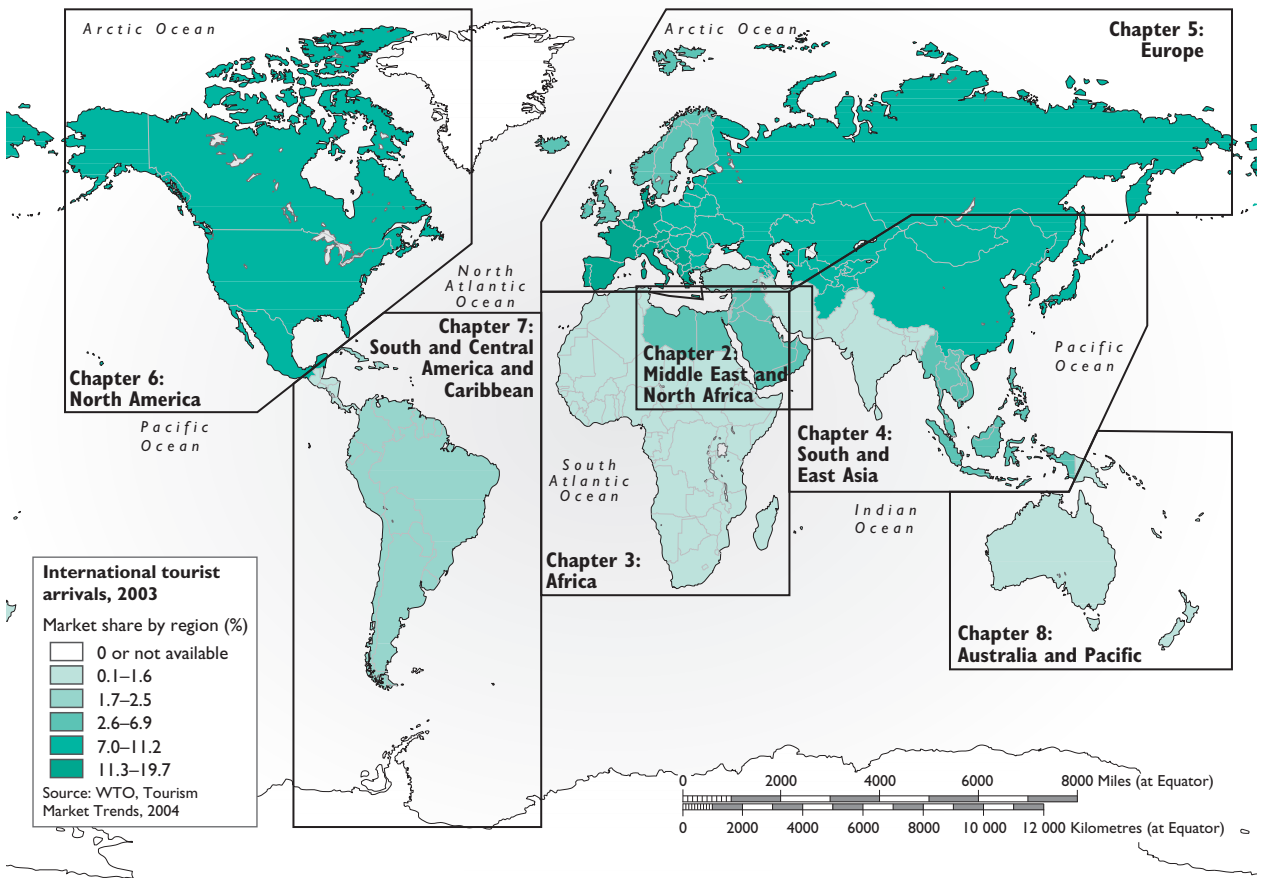 Arctic Ocean
Arctic Ocean
Chapter 5:
Europe
North
Atlantic
Ocean
Chapter 7:
South and Central
America and
Caribbean
Chapter 2:
Middle East and
North Africa
Pacific
Ocean
Chapter 6:
North America
Pacific
Ocean
Chapter 4:
South and
East Asia
South
Atlantic
Ocean
Indian
Ocean
Chapter 3:
Africa
Chapter 8:
Australia and Pacific
International tourist
arrivals, 2003
Market share by region (%)
0 or not available
0.1–1.6
1.7–2.5
2.6–6.9
7.0–11.2
11.3–19.7
Source: WTO, Tourism
Market Trends, 2004
0 2000 4000 6000 8000 Miles (at Equator)
0 2000 4000 6000 8000 10 000 12 000 Kilometres (at Equator)